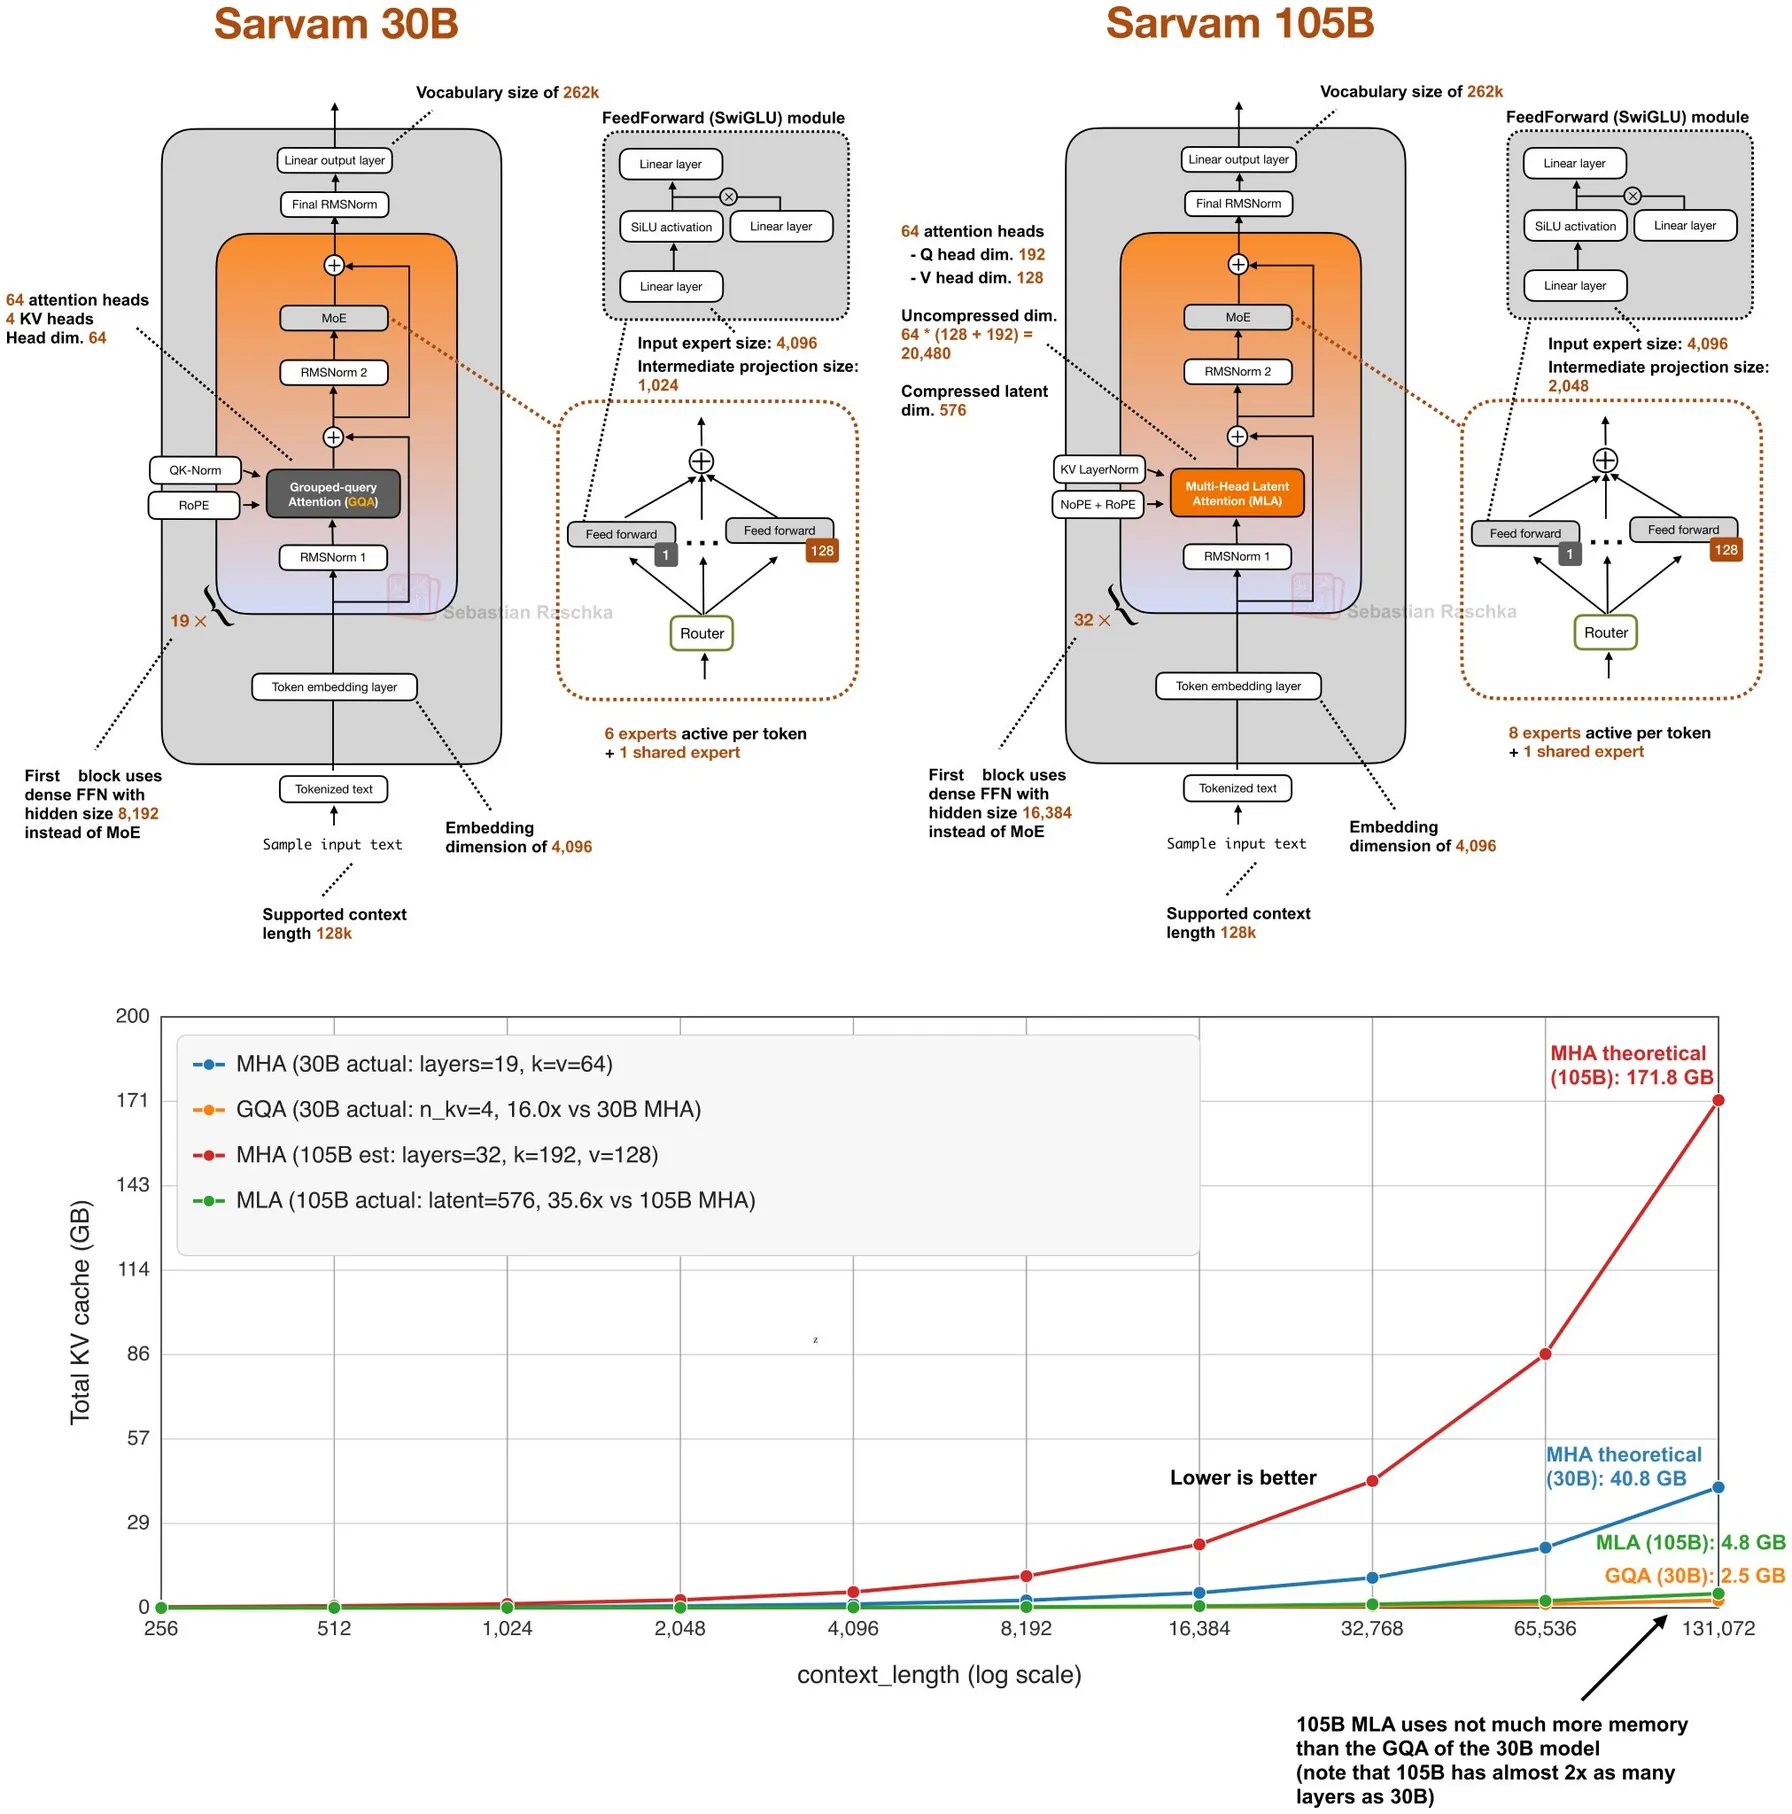 Sarvam 30B
Vocabulary size of 262k
FeedForward (SwiGLU) module
Linear output layer
Linear layer
Final RMSNorm
SiLU activation
Linear layer
Linear layer
64 attention heads
4 KV heads
Head dim. 64
MoE
Input expert size: 4,096
Intermediate projection size:
1,024
RMSNorm 2
QK-Norm
RoPE
Grouped-query
Attention (GQA)
RMSNorm 1
Feed forward
1
Feed forward
128
Router
Sebastian Raschka
19 ×
Token embedding layer
6 experts active per token
+ 1 shared expert
First block uses
dense FFN with
hidden size 8,192
instead of MoE
Tokenized text
Sample input text
Embedding
dimension of 4,096
Supported context
length 128k
Sarvam 105B
Vocabulary size of 262k
FeedForward (SwiGLU) module
Linear output layer
Linear layer
Final RMSNorm
SiLU activation
Linear layer
Linear layer
64 attention heads
- Q head dim. 192
- V head dim. 128
Uncompressed dim.
64 * (128 + 192) =
20,480
Compressed latent
dim. 576
MoE
Input expert size: 4,096
Intermediate projection size:
2,048
RMSNorm 2
KV LayerNorm
NoPE + RoPE
Multi-Head Latent
Attention (MLA)
RMSNorm 1
Feed forward
1
Feed forward
128
Router
Sebastian Raschka
32 ×
Token embedding layer
8 experts active per token
+ 1 shared expert
First block uses
dense FFN with
hidden size 16,384
instead of MoE
Tokenized text
Sample input text
Embedding
dimension of 4,096
Supported context
length 128k
200
171
143
114
86
57
29
0
Total KV cache (GB)
MHA (30B actual: layers=19, k=v=64)
GQA (30B actual: n_kv=4, 16.0x vs 30B MHA)
MHA (105B est: layers=32, k=192, v=128)
MLA (105B actual: latent=576, 35.6x vs 105B MHA)
MHA theoretical
(105B): 171.8 GB
z
Lower is better
MHA theoretical
(30B): 40.8 GB
MLA (105B): 4.8 GB
GQA (30B): 2.5 GB
256 512 1,024 2,048 4,096 8,192 16,384 32,768 65,536 131,072
context_length (log scale)
105B MLA uses not much more memory
than the GQA of the 30B model
(note that 105B has almost 2x as many
layers as 30B)